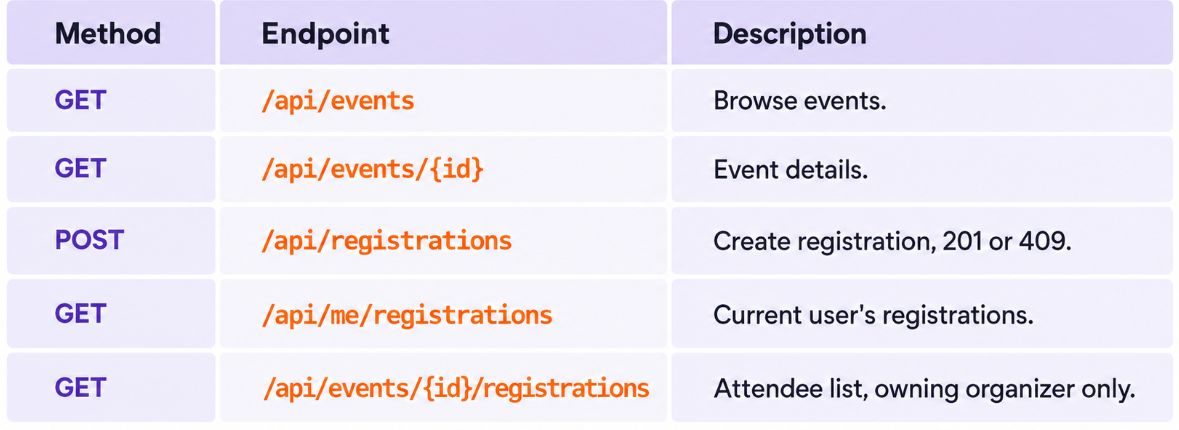 Method Endpoint Description
GET /api/events Browse events.
GET /api/events/{id} Event details.
POST /api/registrations Create registration, 201 or 409.
GET /api/me/registrations Current user's registrations.
GET /api/events/{id}/registrations Attendee list, owning organizer only.